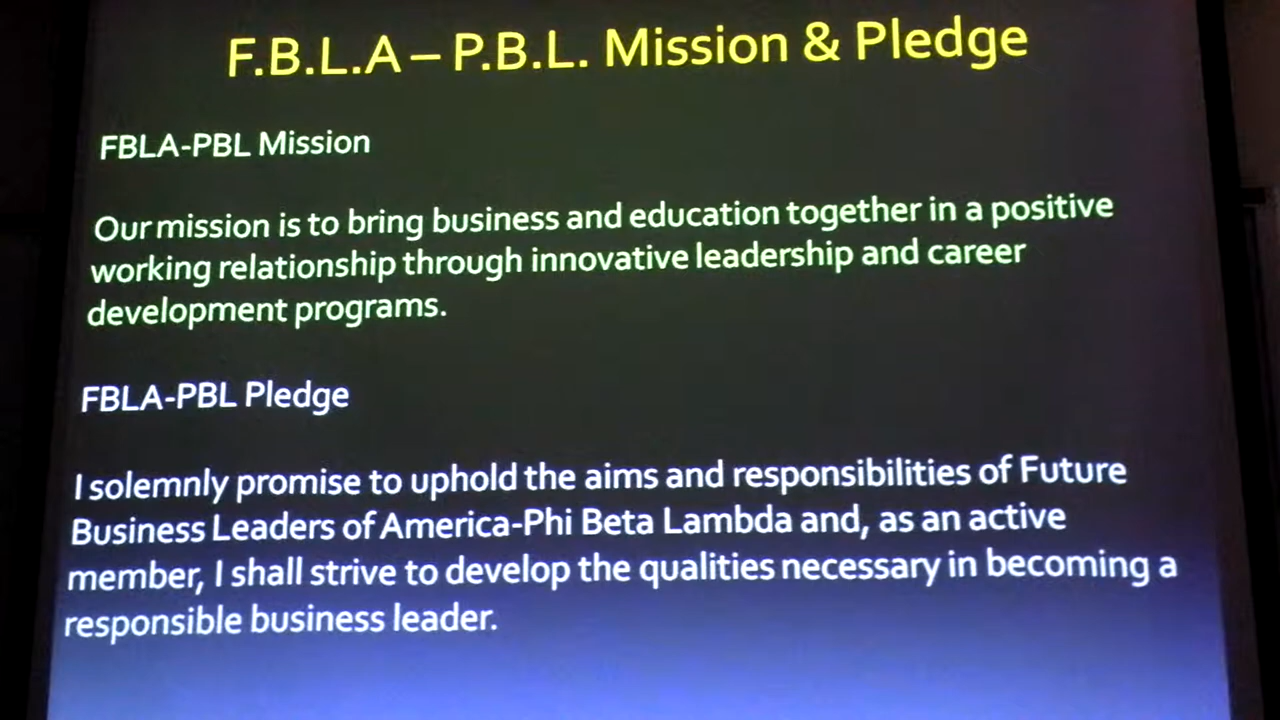 F.B.L.A – P.B.L. Mission & Pledge
FBLA-PBL Mission
Our mission is to bring business and education together in a positive
working relationship through innovative leadership and career
development programs.
FBLA-PBL Pledge
I solemnly promise to uphold the aims and responsibilities of Future
Business Leaders of America-Phi Beta Lambda and, as an active
member, I shall strive to develop the qualities necessary in becoming a
responsible business leader.